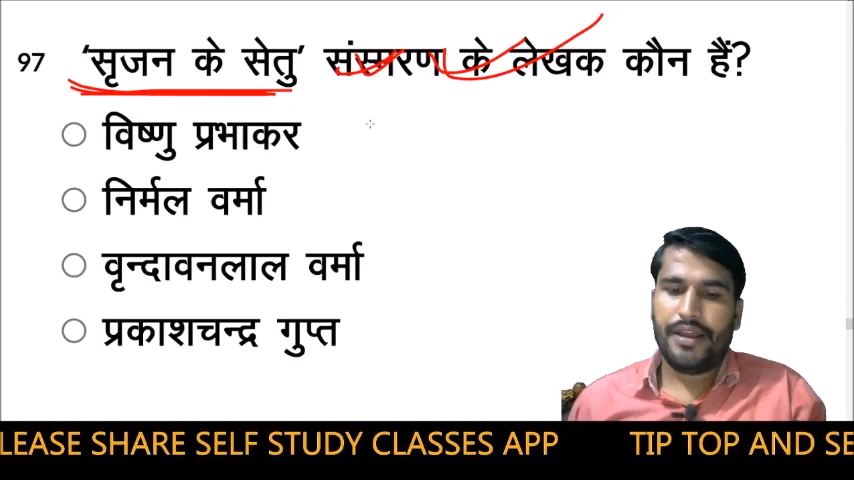 97 'सृजन के सेतु' संस्मरण के लेखक कौन हैं?
विष्णु प्रभाकर
निर्मल वर्मा
वृन्दावनलाल वर्मा
प्रकाशचन्द्र गुप्त
LEASE SHARE SELF STUDY CLASSES APP TIP TOP AND SE